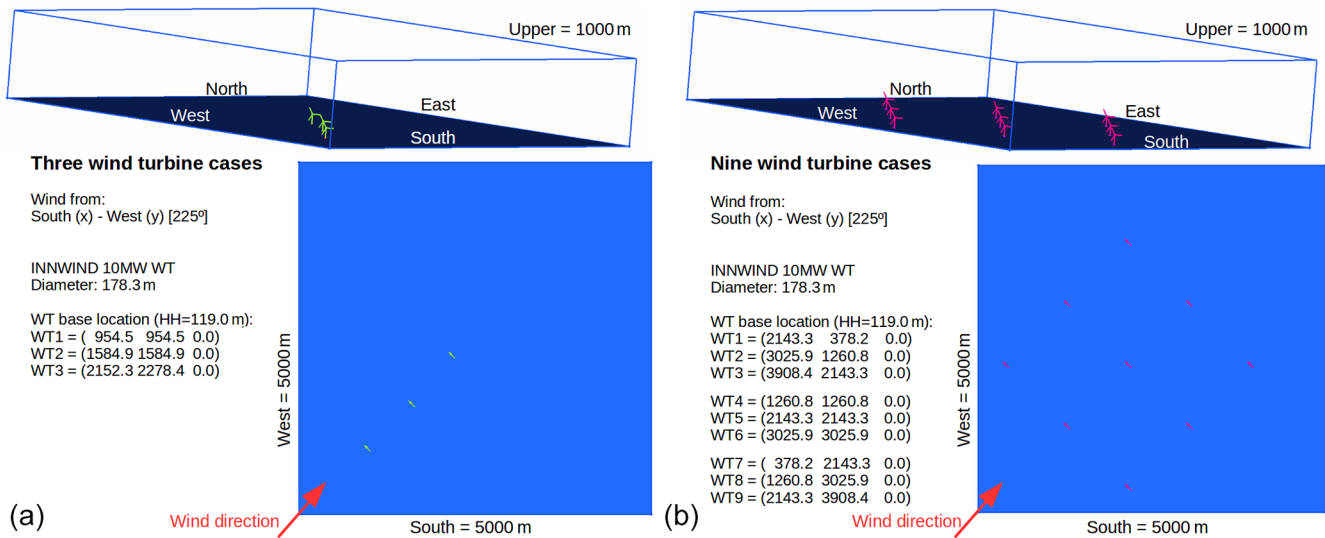 Upper = 1000 m
North
West
East
South
Three wind turbine cases
Wind from:
South (x) - West (y) [225º]
INNWIND 10MW WT
Diameter: 178.3 m
WT base location (HH=119.0 m):
WT1 = ( 954.5 954.5 0.0)
WT2 = (1584.9 1584.9 0.0)
WT3 = (2152.3 2278.4 0.0)
West = 5000 m
(a)
Wind direction
South = 5000 m
Upper = 1000 m
North
West
East
South
Nine wind turbine cases
Wind from:
South (x) - West (y) [225º]
INNWIND 10MW WT
Diameter: 178.3 m
WT base location (HH=119.0 m):
WT1 = (2143.3 378.2 0.0)
WT2 = (3025.9 1260.8 0.0)
WT3 = (3908.4 2143.3 0.0)
WT4 = (1260.8 1260.8 0.0)
WT5 = (2143.3 2143.3 0.0)
WT6 = (3025.9 3025.9 0.0)
WT7 = ( 378.2 2143.3 0.0)
WT8 = (1260.8 3025.9 0.0)
WT9 = (2143.3 3908.4 0.0)
West = 5000 m
(b)
Wind direction
South = 5000 m